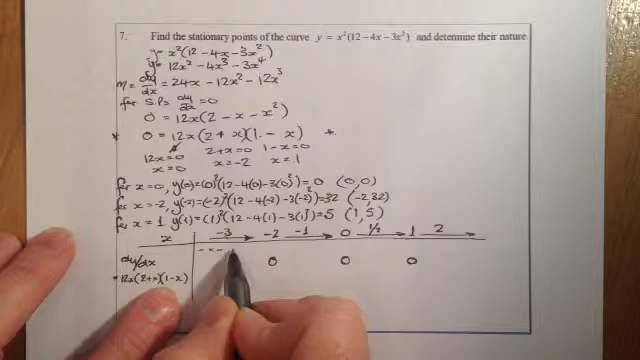 7. Find the stationary points of the curve y = x²(12 − 4x − 3x²) and determine their nature.
y = x²(12 − 4x − 3x²)
y = 12x² − 4x³ − 3x⁴
m = dy/dx = 24x − 12x² − 12x³
for S.Ps dy/dx = 0
0 = 12x(2 − x − x²)
* 0 = 12x(2 + x)(1 − x) *
12x = 0 2 + x = 0 1 − x = 0
x = 0 x = −2 x = 1
for x = 0, y(0) = (0)²(12 − 4(0) − 3(0²)) = 0 (0, 0)
for x = −2, y(−2) = (−2)²(12 − 4(−2) − 3(−2)²) = 32 (−2, 32)
for x = 1 y(1) = (1)²(12 − 4(1) − 3(1²)) = 5 (1, 5)
x −3 → −2 −1 → 0 1/2 → 1 2 →
dy/dx − × − 0 0 0
* 12x(2+x)(1−x)